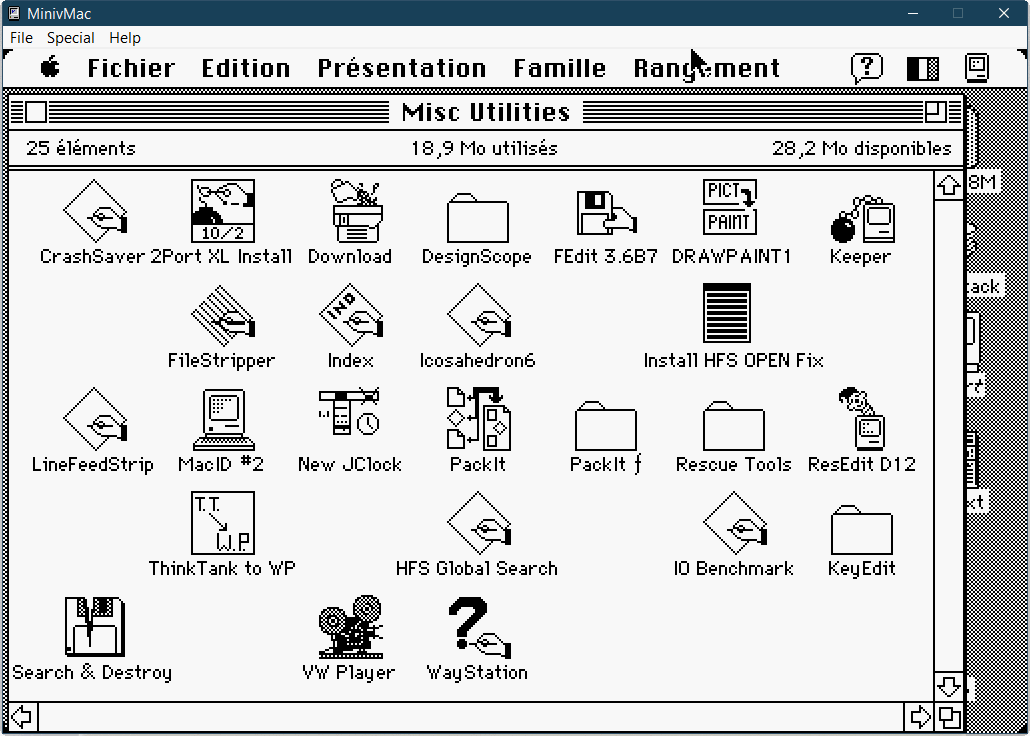 MinivMac
File Special Help
Fichier Edition Présentation Famille Rangement
Misc Utilities
25 éléments 18,9 Mo utilisés 28,2 Mo disponibles
8M
10/2
PICT
PAINT
CrashSaver 2Port XL Install Download DesignScope FEdit 3.6B7 DRAWPAINT1 Keeper
ack
IND
FileStripper Index Icosahedron6 Install HFS OPEN Fix
rt
LineFeedStrip MacID #2 New JClock PackIt PackIt ƒ Rescue Tools ResEdit D12
xt
T.T.
W.P.
ThinkTank to WP HFS Global Search IO Benchmark KeyEdit
Search & Destroy VW Player WayStation